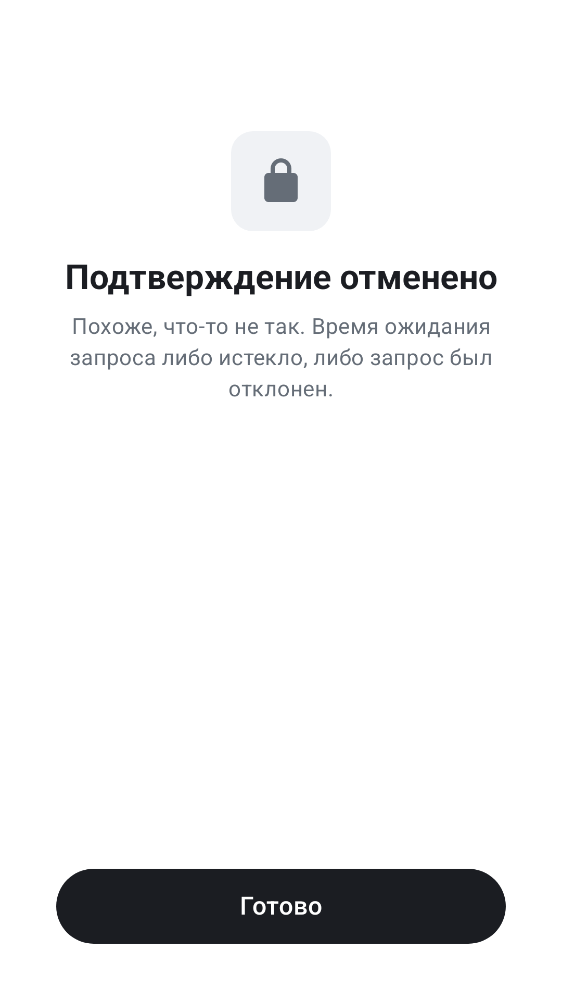 Подтверждение отменено
Похоже, что-то не так. Время ожидания
запроса либо истекло, либо запрос был
отклонен.
Готово